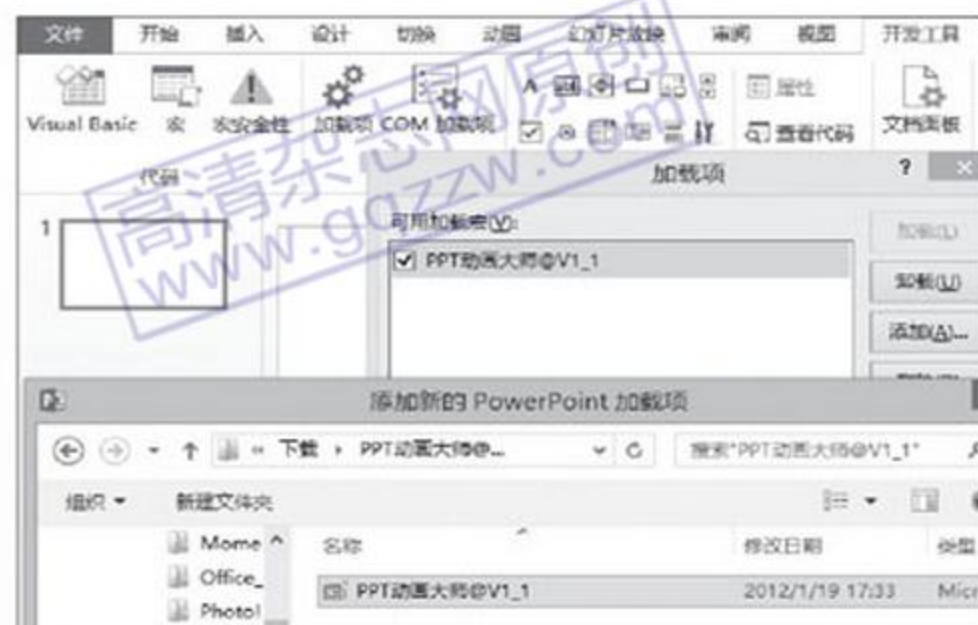 文件 开始 插入 设计 切换 动画 幻灯片放映 审阅 视图 开发工具
属性
Visual Basic 宏 宏安全性 加载项 COM 加载项 查看代码 文档面板
代码
加载项 ?
1
可用加载宏(V):
加载(L)
PPT动画大师@V1_1
卸载(U)
添加(A)...
添加新的 PowerPoint 加载项
« 下载 PPT动画大师@... 搜索"PPT动画大师@V1_1"
组织 新建文件夹
Mome 名称 修改日期 类型
Office_
PPT动画大师@V1_1 2012/1/19 17:33 Micr
Photo!
高清杂志网原创
www.gqzzw.com